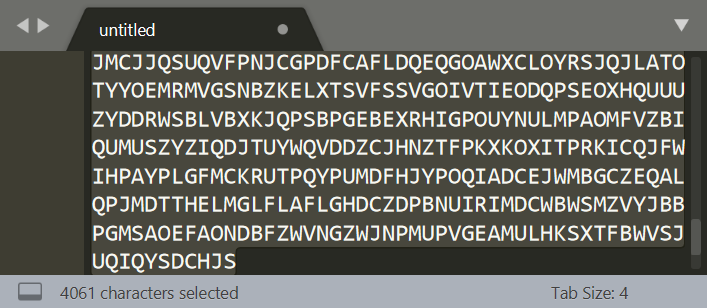 untitled
JMCJJQSUQVFPNJCGPDFCAFLDQEQGOAWXCLOYRSJQJLATO
TYYOEMRMVGSNBZKELXTSVFSSVGOIVTIEODQPSEOXHQUUU
ZYDDRWSBLVBXKJQPSBPGEBEXRHIGPOUYNULMPAOMFVZBI
QUMUSZYZIQDJTUYWQVDDZCJHNZTFPKXKOXITPRKICQJFW
IHPAYPLGFMCKRUTPQYPUMDFHJYPOQIADCEJWMBGCZEQAL
QPJMDTTHELMGLFLAFLGHDCZDPBNUIRIMDCWBWSMZVYJBB
PGMSAOEFAONDBFZWVNGZWJNPMUPVGEAMULHKSXTFBWVSJ
UQIQYSDCHJS
4061 characters selected
Tab Size: 4